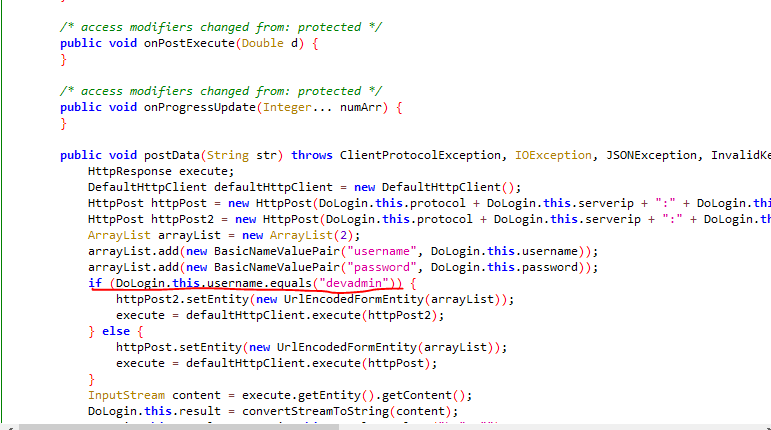 /* access modifiers changed from: protected */
public void onPostExecute(Double d) {
}
/* access modifiers changed from: protected */
public void onProgressUpdate(Integer... numArr) {
}
public void postData(String str) throws ClientProtocolException, IOException, JSONException, InvalidKe
HttpResponse execute;
DefaultHttpClient defaultHttpClient = new DefaultHttpClient();
HttpPost httpPost = new HttpPost(DoLogin.this.protocol + DoLogin.this.serverip + ":" + DoLogin.thi
HttpPost httpPost2 = new HttpPost(DoLogin.this.protocol + DoLogin.this.serverip + ":" + DoLogin.th
ArrayList arrayList = new ArrayList(2);
arrayList.add(new BasicNameValuePair("username", DoLogin.this.username));
arrayList.add(new BasicNameValuePair("password", DoLogin.this.password));
if (DoLogin.this.username.equals("devadmin")) {
httpPost2.setEntity(new UrlEncodedFormEntity(arrayList));
execute = defaultHttpClient.execute(httpPost2);
} else {
httpPost.setEntity(new UrlEncodedFormEntity(arrayList));
execute = defaultHttpClient.execute(httpPost);
}
InputStream content = execute.getEntity().getContent();
DoLogin.this.result = convertStreamToString(content);